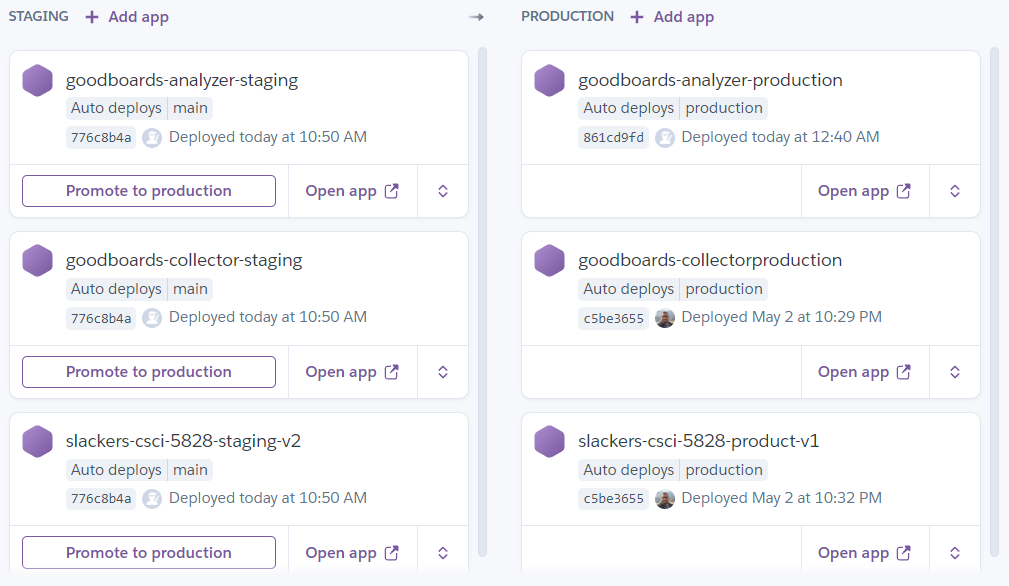 STAGING + Add app
goodboards-analyzer-staging
Auto deploys main
776c8b4a Deployed today at 10:50 AM
Promote to production Open app
goodboards-collector-staging
Auto deploys main
776c8b4a Deployed today at 10:50 AM
Promote to production Open app
slackers-csci-5828-staging-v2
Auto deploys main
776c8b4a Deployed today at 10:50 AM
Promote to production Open app
PRODUCTION + Add app
goodboards-analyzer-production
Auto deploys production
861cd9fd Deployed today at 12:40 AM
Open app
goodboards-collectorproduction
Auto deploys production
c5be3655 Deployed May 2 at 10:29 PM
Open app
slackers-csci-5828-product-v1
Auto deploys production
c5be3655 Deployed May 2 at 10:32 PM
Open app